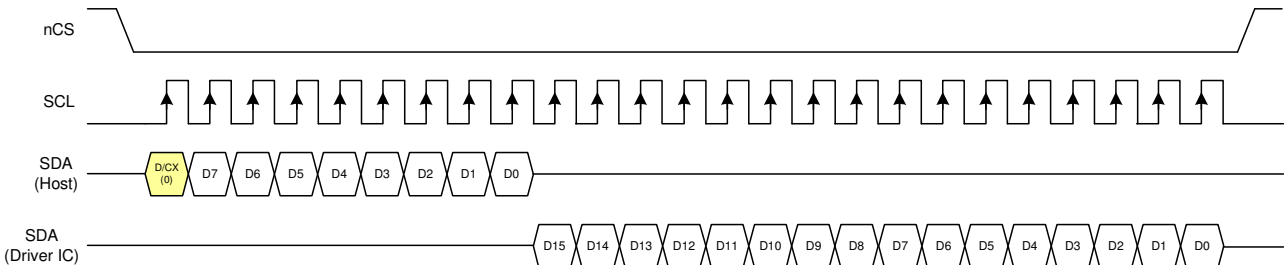 nCS
SCL
SDA
(Host)
D/CX
(0)
D7 D6 D5 D4 D3 D2 D1 D0
SDA
(Driver IC)
D15 D14 D13 D12 D11 D10 D9 D8 D7 D6 D5 D4 D3 D2 D1 D0